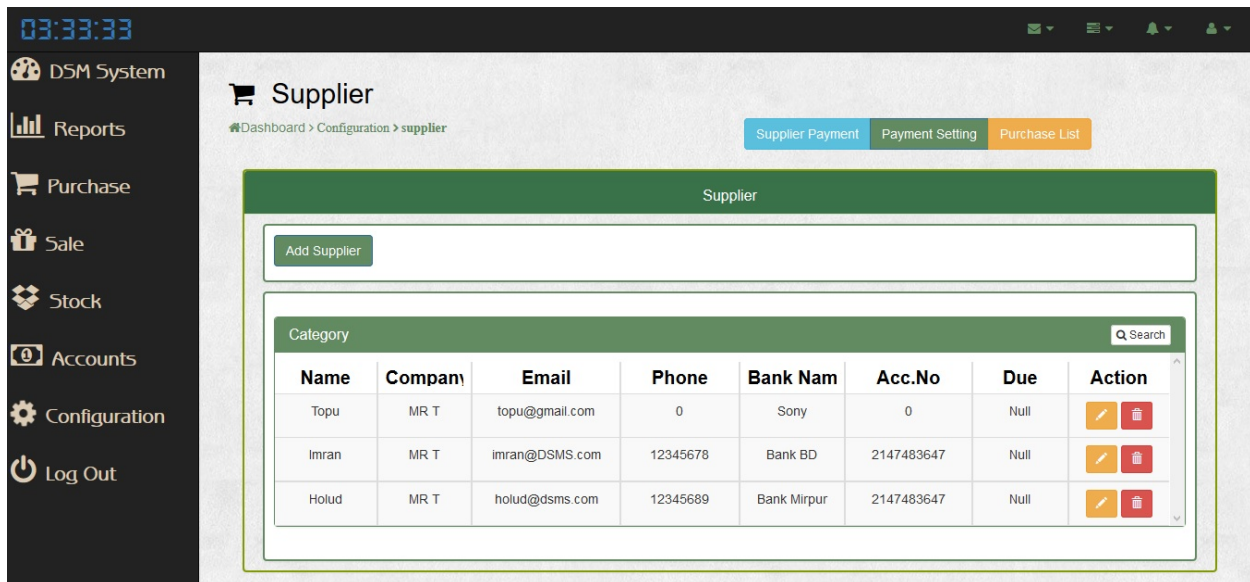 03:33:33
DSM System
Reports
Purchase
Sale
Stock
Accounts
Configuration
Log Out
Supplier
Dashboard > Configuration > supplier
Supplier Payment Payment Setting Purchase List
Supplier
Add Supplier
Category Search
Name Company Email Phone Bank Nam Acc.No Due Action
Topu MR T topu@gmail.com 0 Sony 0 Null
Imran MR T imran@DSMS.com 12345678 Bank BD 2147483647 Null
Holud MR T holud@dsms.com 12345689 Bank Mirpur 2147483647 Null